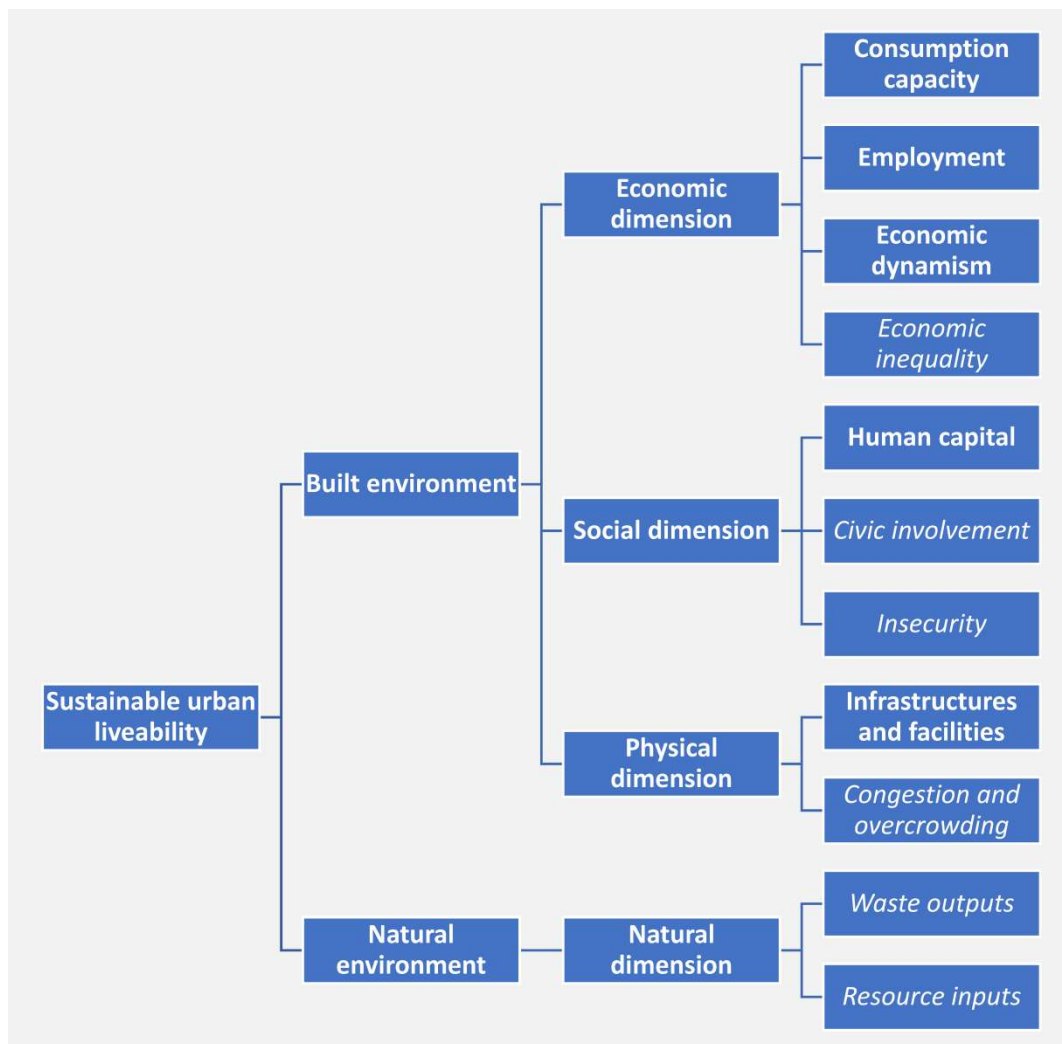 Consumption
capacity
Employment
Economic
dimension
Economic
dynamism
Economic
inequality
Human capital
Built environment
Social dimension
Civic involvement
Insecurity
Sustainable urban
liveability
Infrastructures
and facilities
Physical
dimension
Congestion and
overcrowding
Waste outputs
Natural
environment
Natural
dimension
Resource inputs